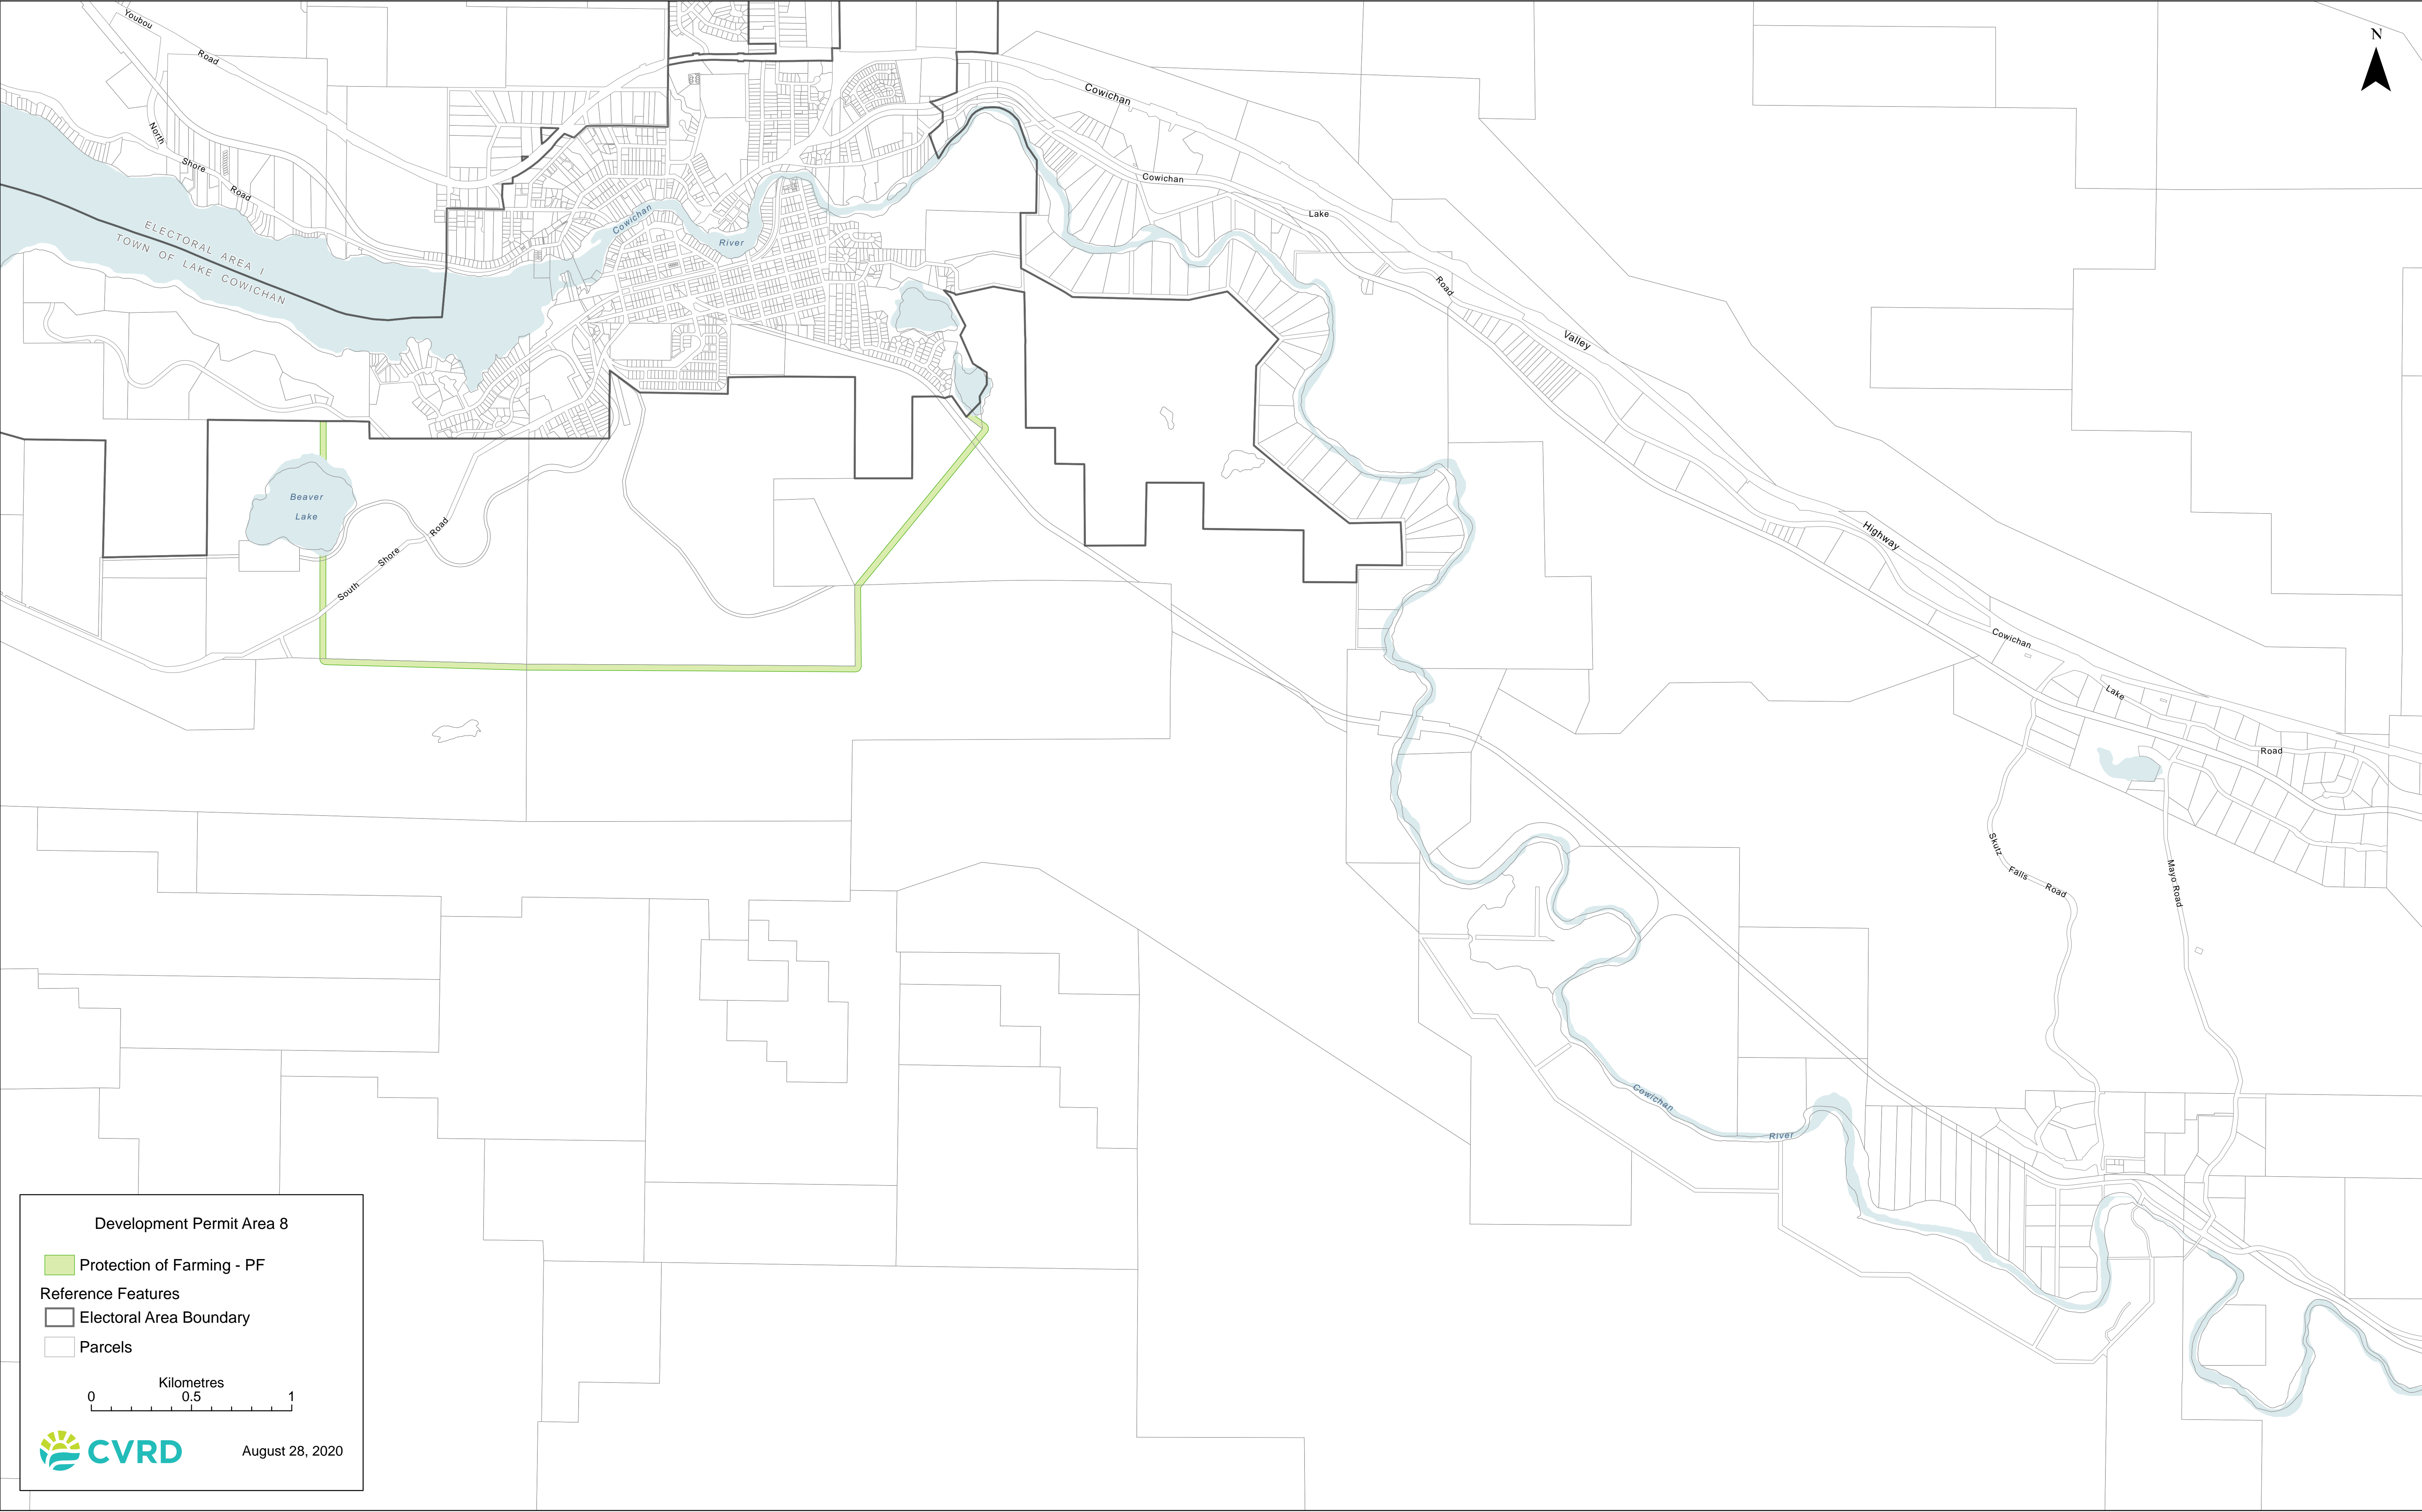 Youbou
Road
N
Cowichan
North
Shore
Road
Cowichan
Lake
Road
Cowichan
River
ELECTORAL AREA I
TOWN OF LAKE COWICHAN
Valley
Beaver
Lake
South Shore Road
Highway
Cowichan
Lake
Road
Skutz
Falls Road
Mayo Road
Cowichan
River
Development Permit Area 8
Protection of Farming - PF
Reference Features
Electoral Area Boundary
Parcels
Kilometres
0 0.5 1
CVRD
August 28, 2020